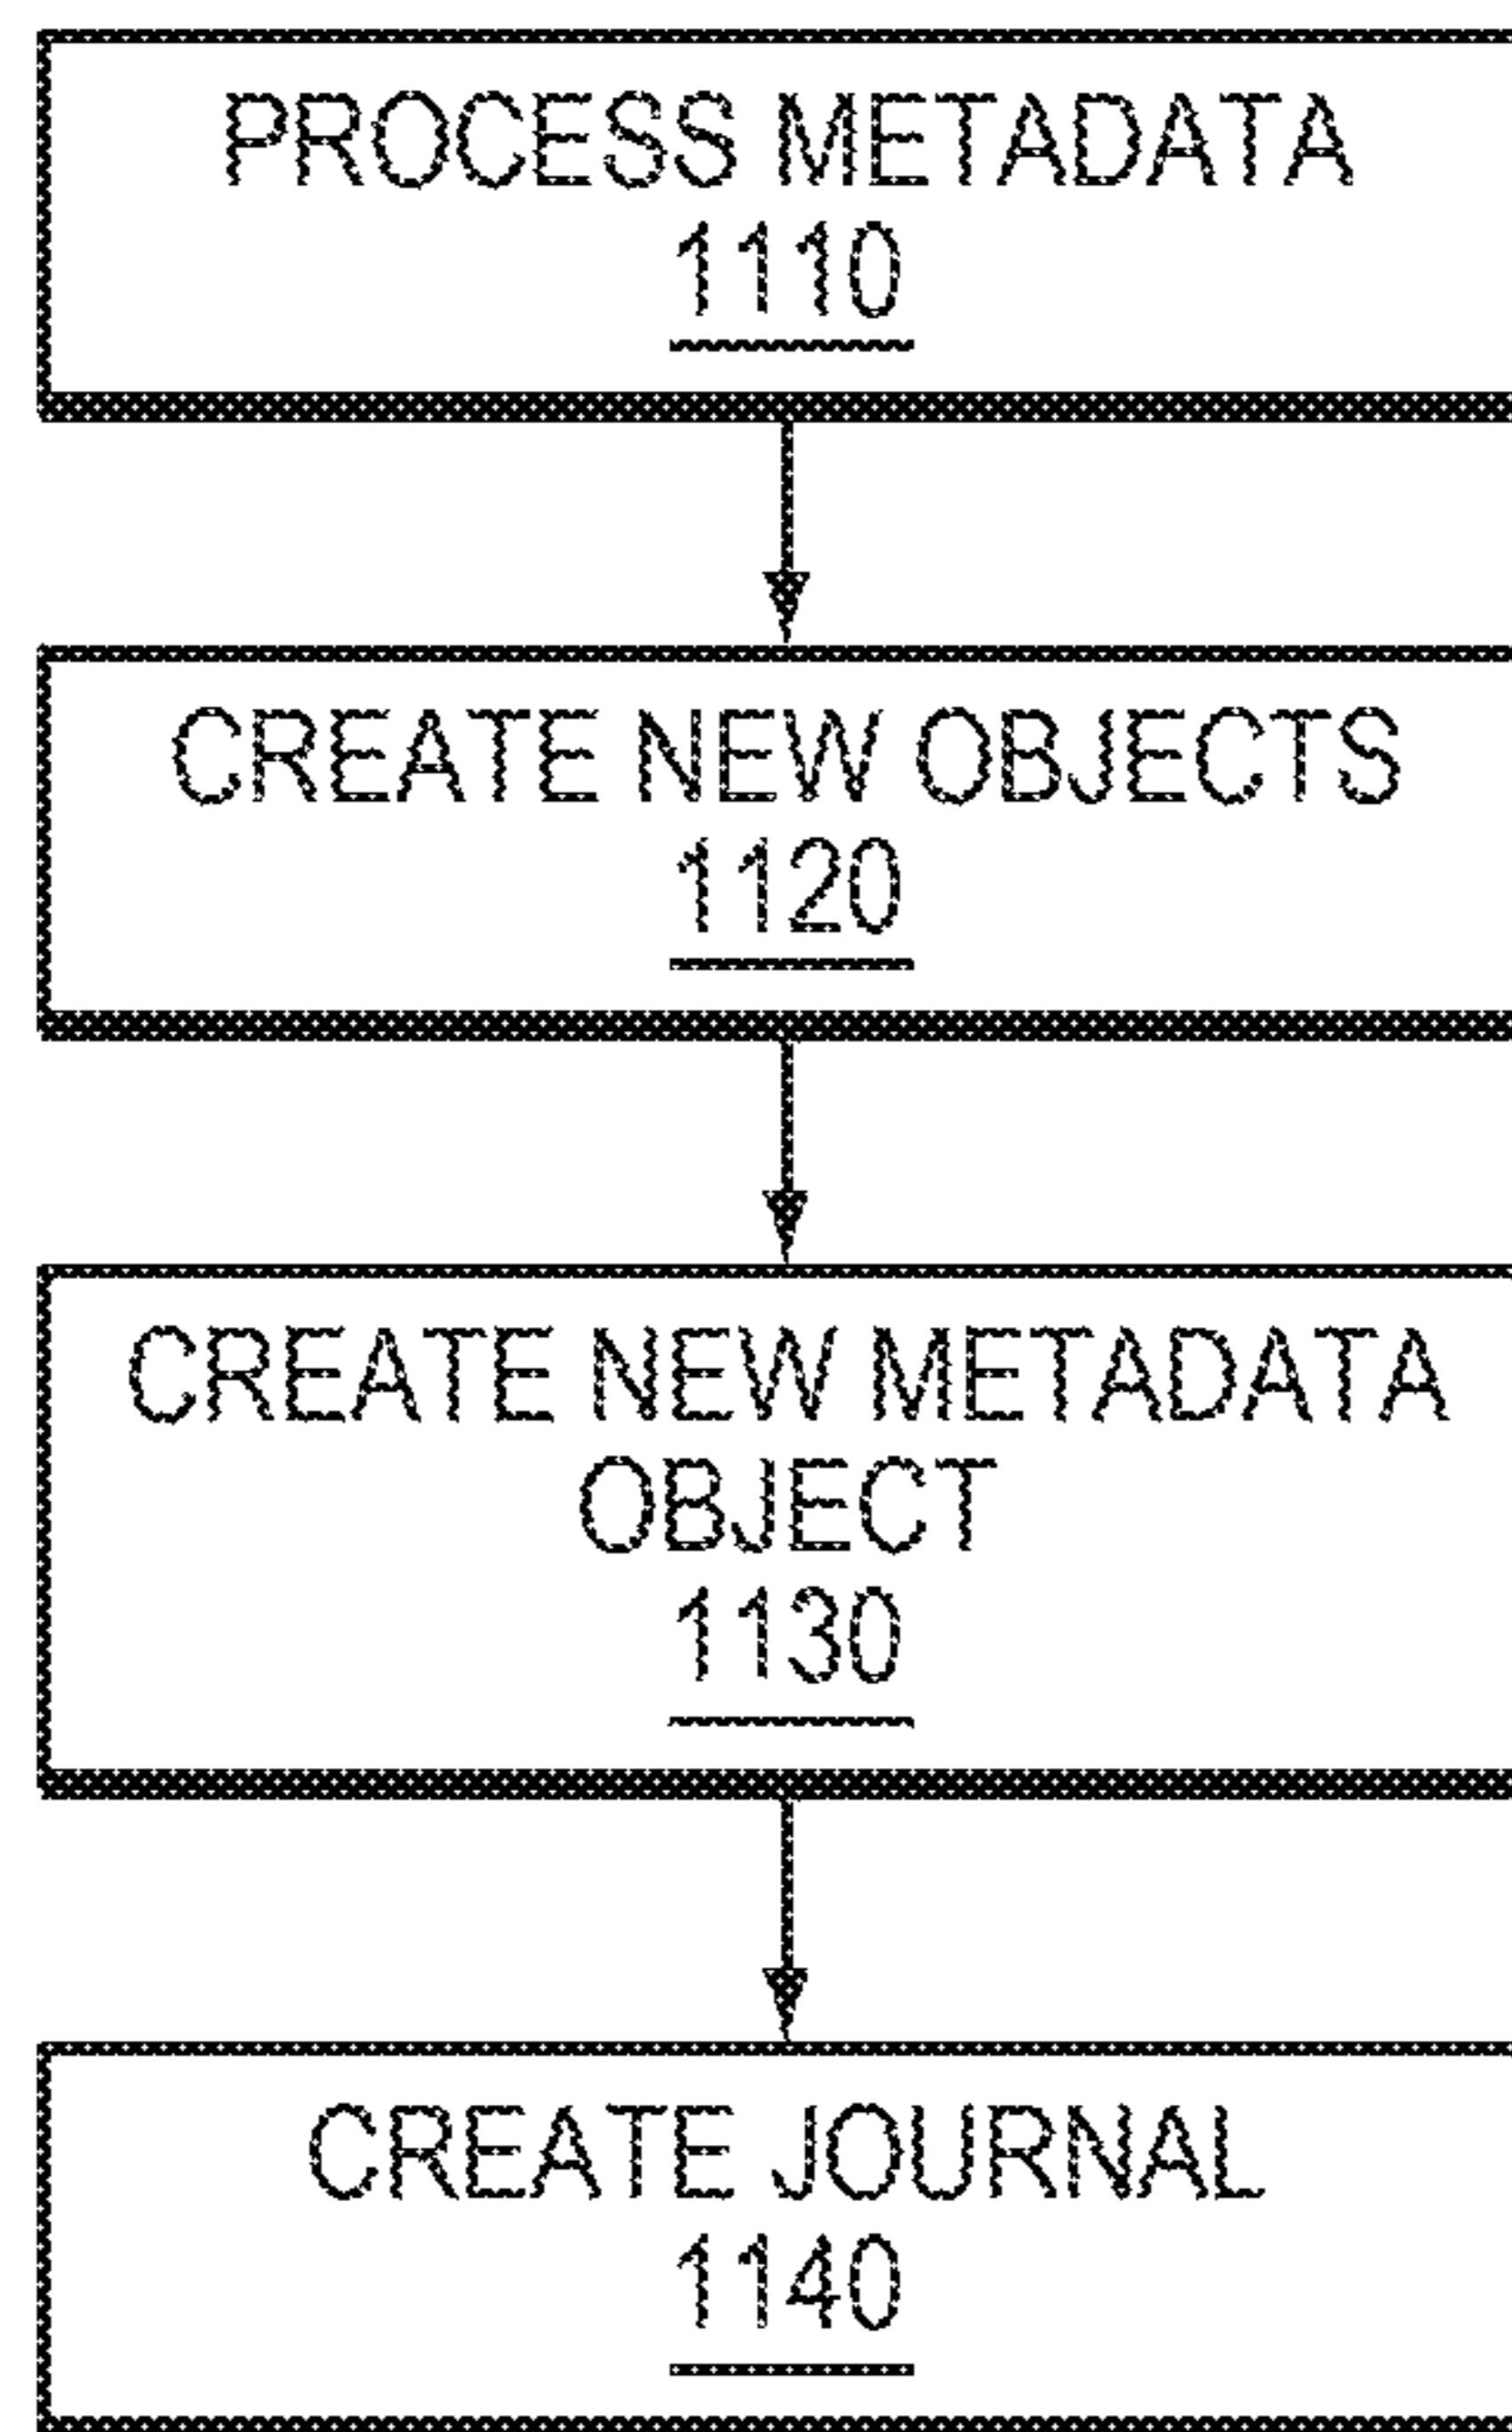 PROCESS METADATA
1110
CREATE NEW OBJECTS
1120
CREATE NEW METADATA
OBJECT
1130
CREATE JOURNAL
1140